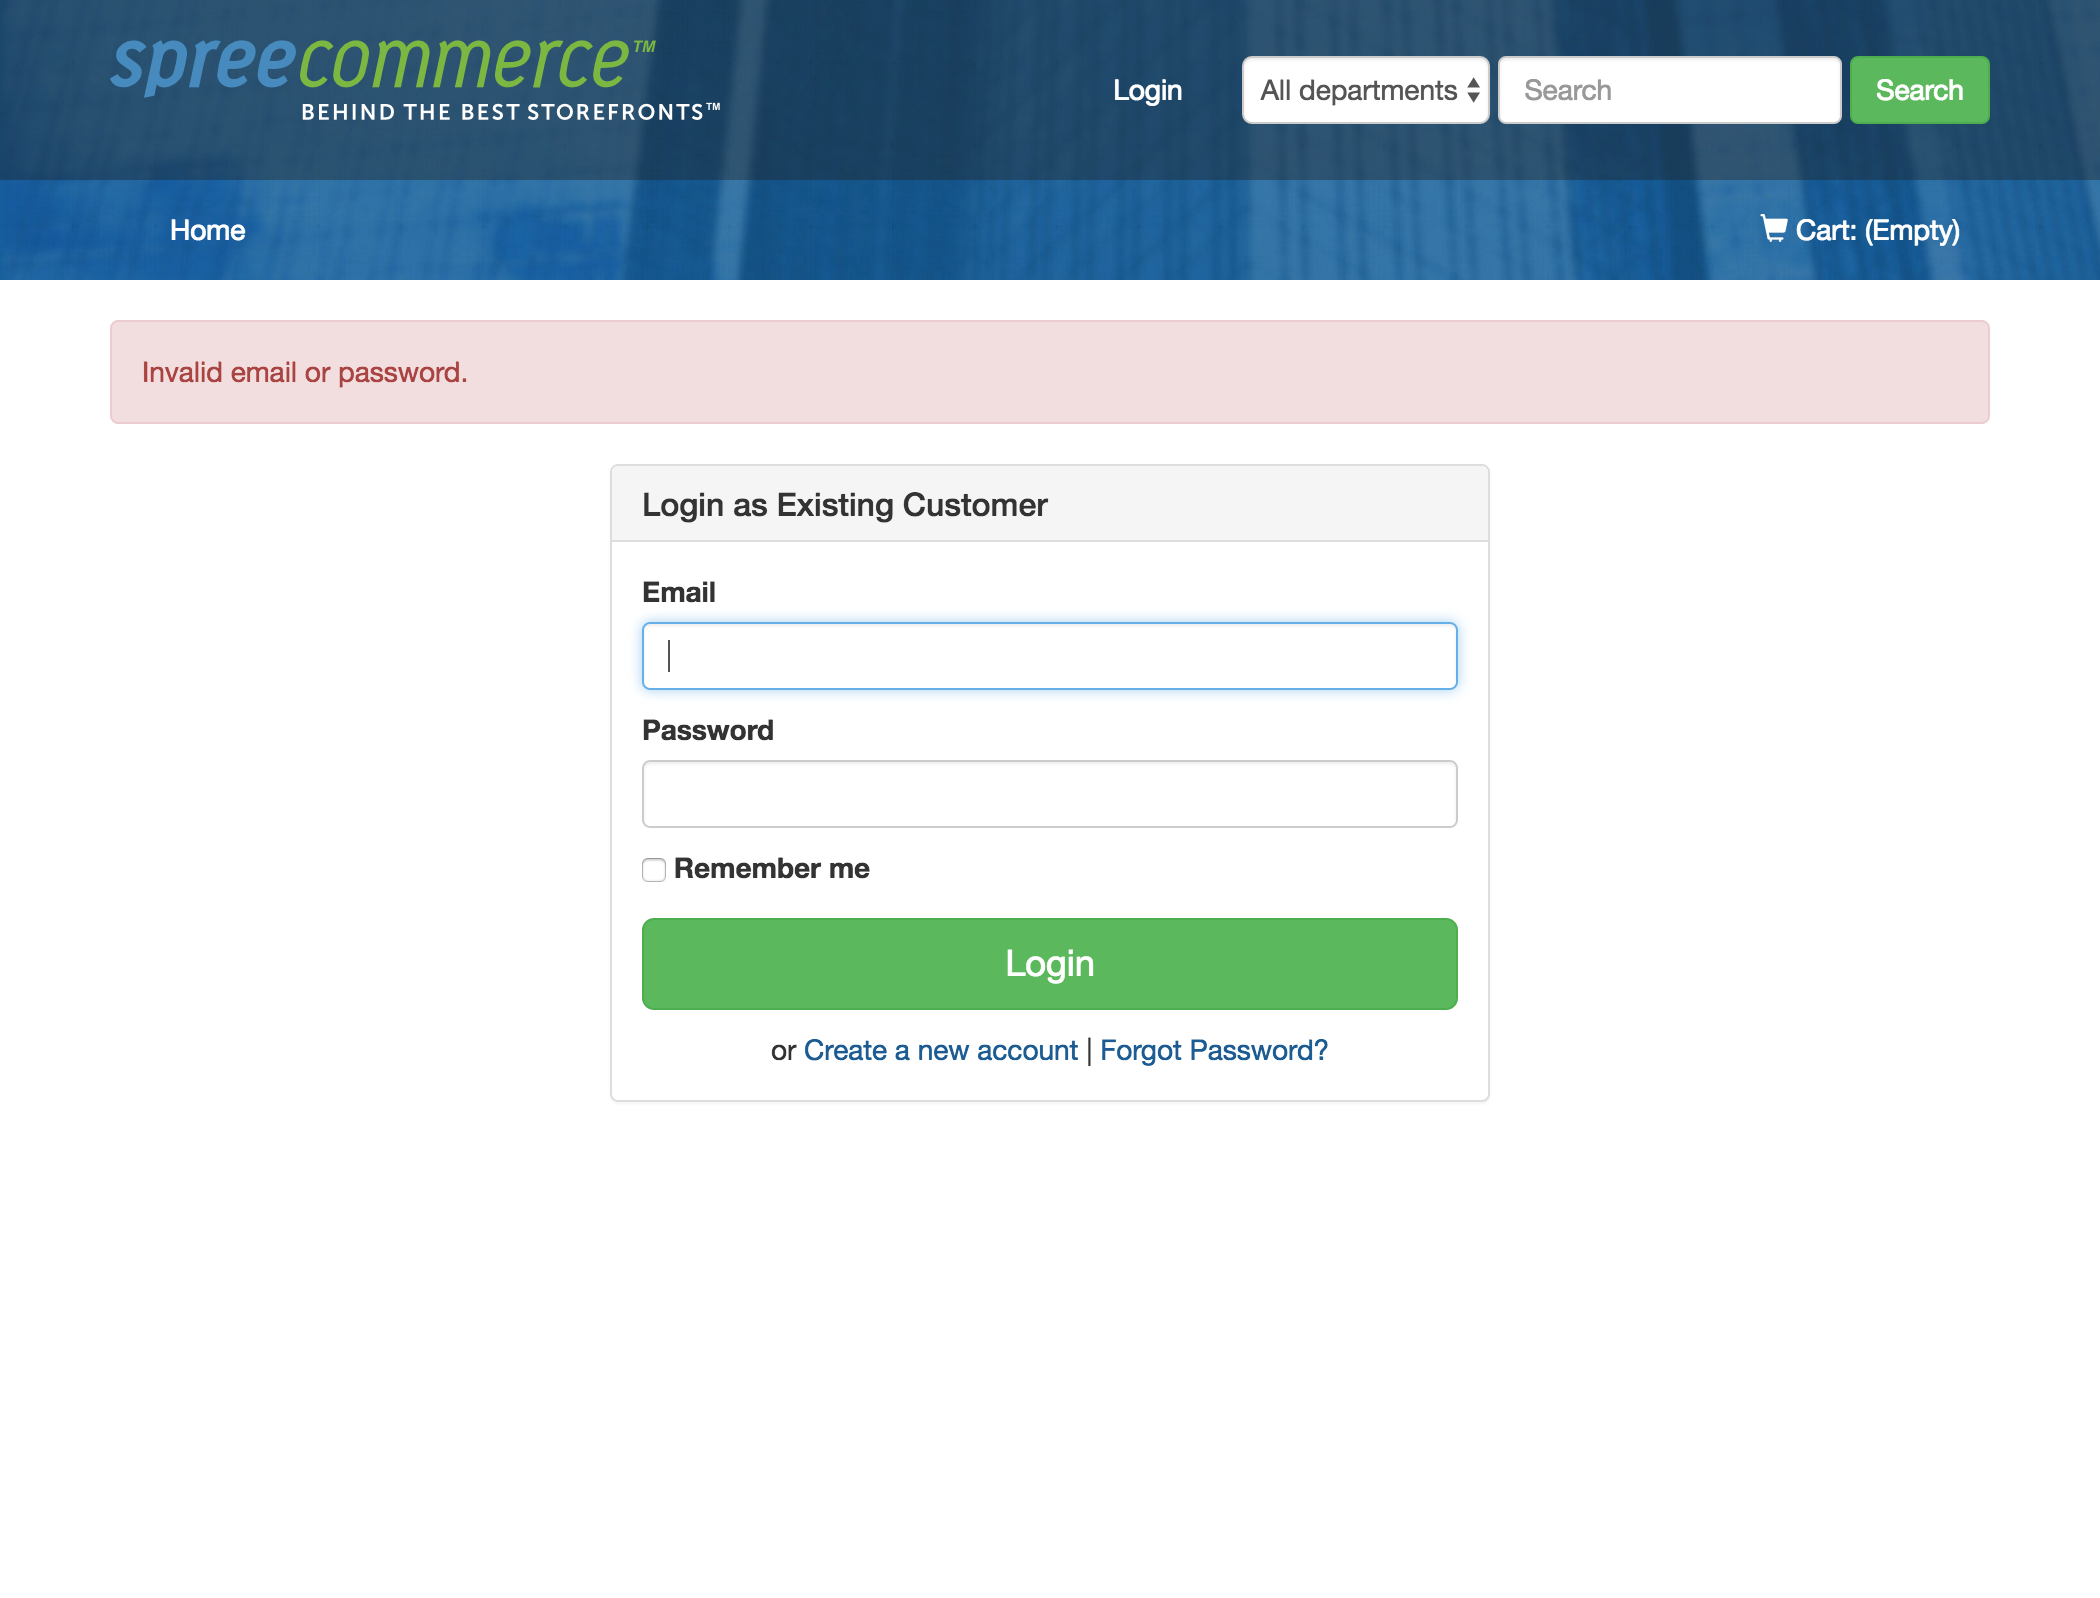 spreecommerce™
BEHIND THE BEST STOREFRONTS™
Login
All departments
Search
Search
Home
Cart: (Empty)
Invalid email or password.
Login as Existing Customer
Email
Password
Remember me
Login
or Create a new account | Forgot Password?